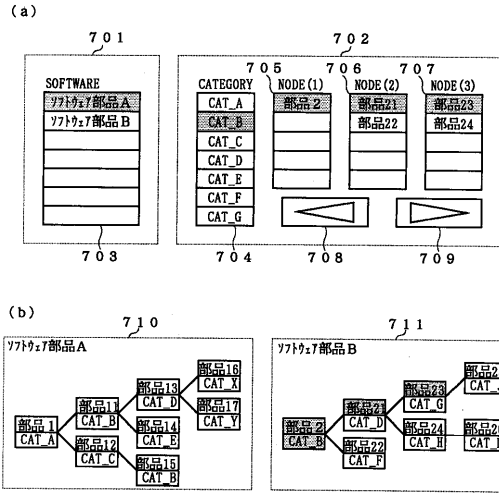 (a)
701
702
SOFTWARE
ソフトウェア部品A
ソフトウェア部品B
703
705
706
707
CATEGORY
NODE(1)
NODE(2)
NODE(3)
CAT_A
部品2
部品21
部品23
CAT_B
部品22
部品24
CAT_C
CAT_D
CAT_E
CAT_F
CAT_G
704
708
709
(b)
710
711
ソフトウェア部品A
部品1
CAT_A
部品11
CAT_B
部品12
CAT_C
部品13
CAT_D
部品14
CAT_E
部品15
CAT_B
部品16
CAT_X
部品17
CAT_Y
ソフトウェア部品B
部品2
CAT_B
部品21
CAT_D
部品22
CAT_F
部品23
CAT_G
部品24
CAT_H